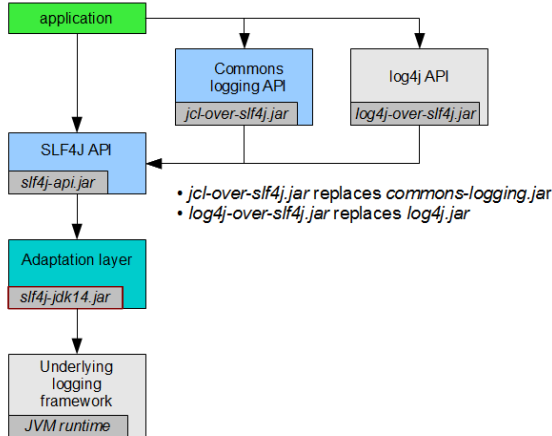 application
Commons
logging API
jcl-over-slf4j.jar
log4j API
log4j-over-slf4j.jar
SLF4J API
slf4j-api.jar
• jcl-over-slf4j.jar replaces commons-logging.jar
• log4j-over-slf4j.jar replaces log4j.jar
Adaptation layer
slf4j-jdk14.jar
Underlying
logging
framework
JVM runtime